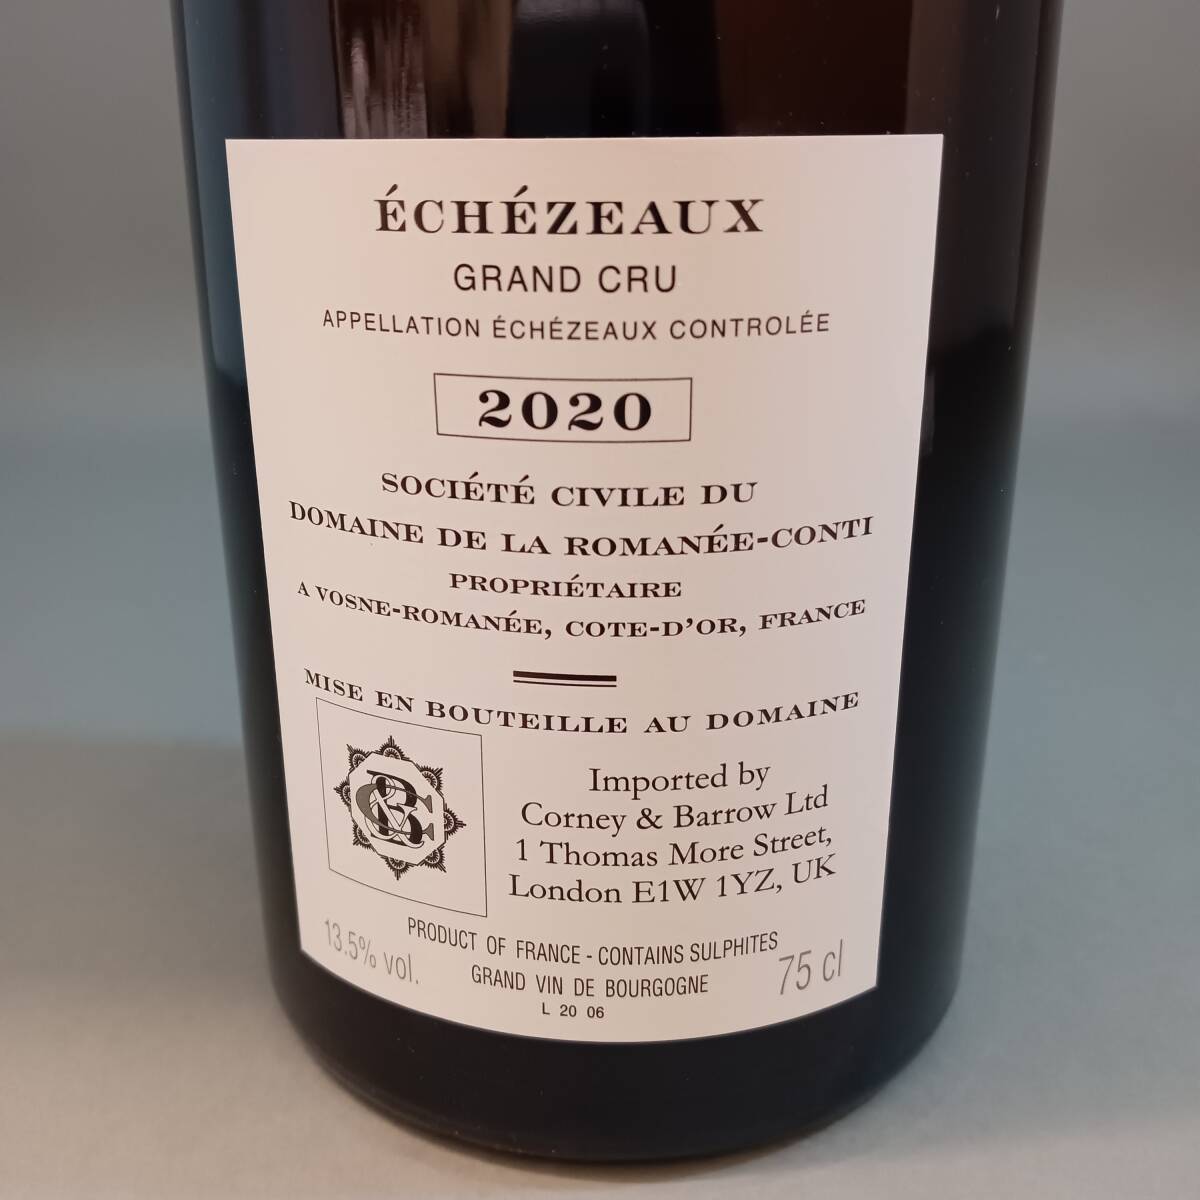 ÉCHÉZEAUX
GRAND CRU
APPELLATION ÉCHÉZEAUX CONTROLÉE
2020
SOCIÉTÉ CIVILE DU
DOMAINE DE LA ROMANÉE-CONTI
PROPRIÉTAIRE
A VOSNE-ROMANÉE, COTE-D'OR, FRANCE
MISE EN BOUTEILLE AU DOMAINE
C&B
Imported by
Corney & Barrow Ltd
1 Thomas More Street,
London E1W 1YZ, UK
PRODUCT OF FRANCE - CONTAINS SULPHITES
13.5% vol.
GRAND VIN DE BOURGOGNE
75 cl
L 20 06